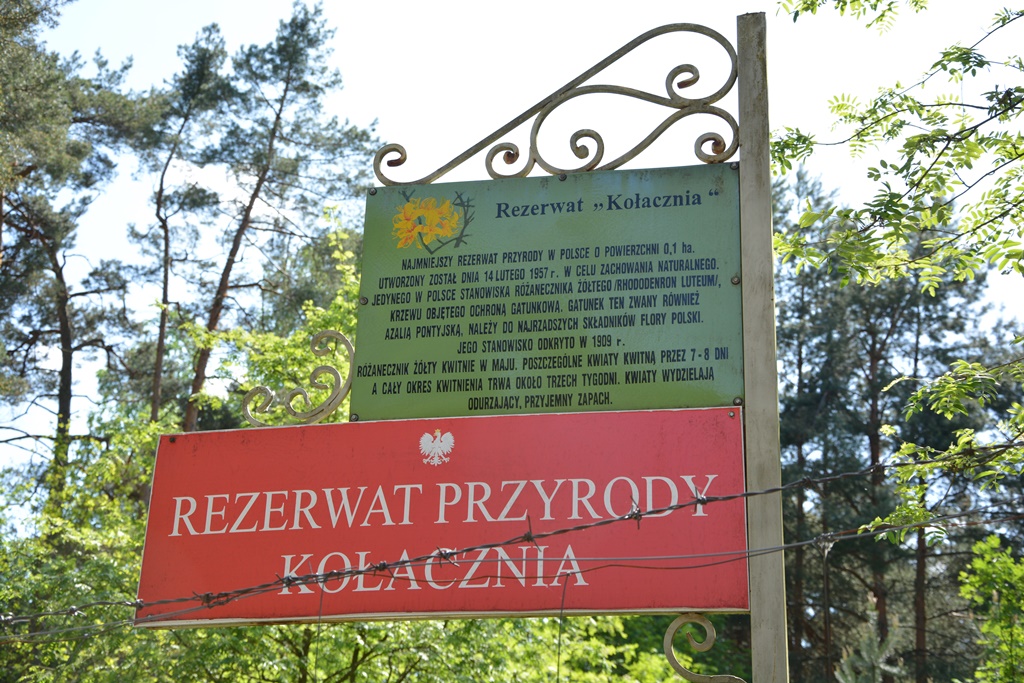 Rezerwat „Kołacznia“
NAJMNIEJSZY REZERWAT PRZYRODY W POLSCE O POWIERZCHNI 0,1 ha.
UTWORZONY ZOSTAŁ DNIA 14 LUTEGO 1957 r. W CELU ZACHOWANIA NATURALNEGO.
JEDYNEGO W POLSCE STANOWISKA RÓŻANECZNIKA ŻÓŁTEGO /RHODODENRON LUTEUM/,
KRZEWU OBJĘTEGO OCHRONĄ GATUNKOWĄ. GATUNEK TEN ZWANY RÓWNIEŻ
AZALIĄ PONTYJSKĄ, NALEŻY DO NAJRZADSZYCH SKŁADNIKÓW FLORY POLSKI.
JEGO STANOWISKO ODKRYTO W 1909 r.
RÓŻANECZNIK ŻÓŁTY KWITNIE W MAJU. POSZCZEGÓLNE KWIATY KWITNĄ PRZEZ 7-8 DNI
A CAŁY OKRES KWITNIENIA TRWA OKOŁO TRZECH TYGODNI. KWIATY WYDZIELAJĄ
ODURZAJĄCY, PRZYJEMNY ZAPACH.
REZERWAT PRZYRODY
KOŁACZNIA